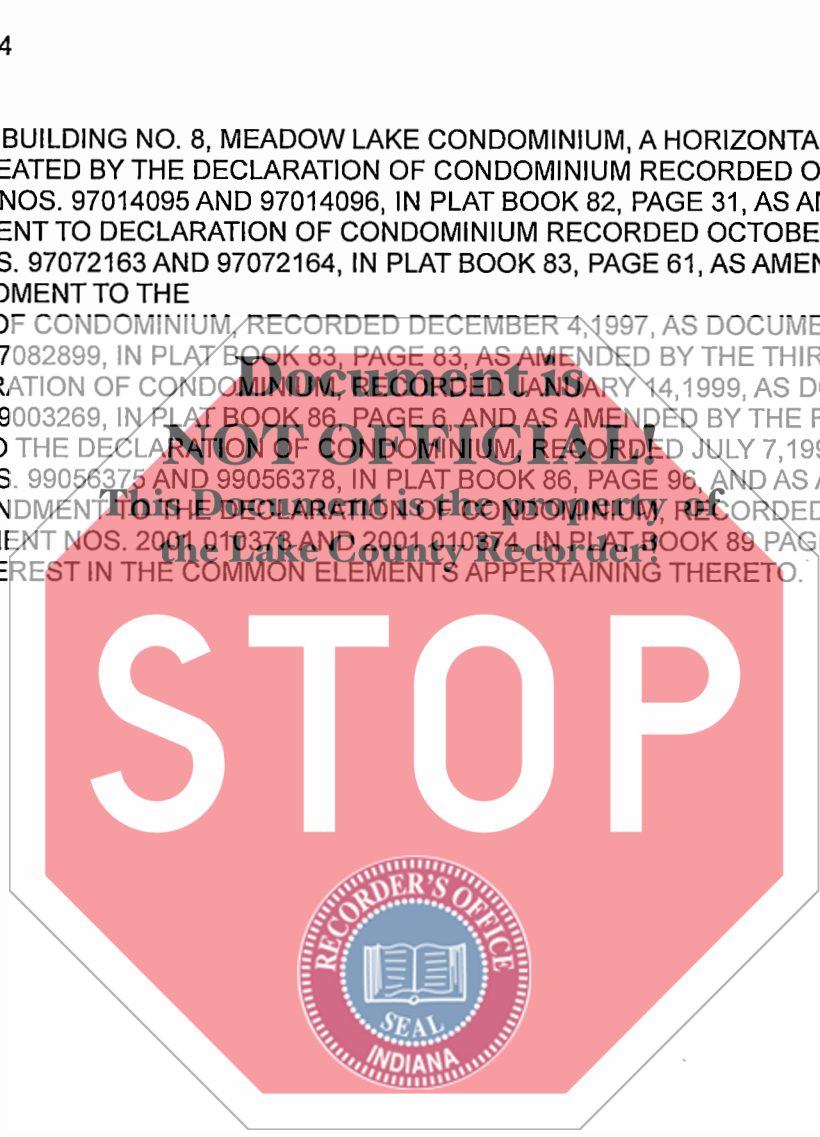 4
BUILDING NO. 8, MEADOW LAKE CONDOMINIUM, A HORIZONTA
EATED BY THE DECLARATION OF CONDOMINIUM RECORDED O
NOS. 97014095 AND 97014096, IN PLAT BOOK 82, PAGE 31, AS A
ENT TO DECLARATION OF CONDOMINIUM RECORDED OCTOBE
S. 97072163 AND 97072164, IN PLAT BOOK 83, PAGE 61, AS AMEN
DMENT TO THE
OF CONDOMINIUM, RECORDED DECEMBER 4,1997, AS DOCUME
7082899, IN PLAT BOOK 83, PAGE 83, AS AMENDED BY THE THIR
RATION OF CONDOMINIUM, RECORDED JANUARY 14,1999, AS D
9003269, IN PLAT BOOK 86, PAGE 6, AND AS AMENDED BY THE F
O THE DECLARATION OF CONDOMINIUM, RECORDED JULY 7,199
S. 99056375 AND 99056378, IN PLAT BOOK 86, PAGE 96, AND AS A
NDMENT TO THE DECLARATION OF CONDOMINIUM, RECORDED
ENT NOS. 2001 AND 2001 IN PLAT BOOK 89 PAG
EREST IN THE COMMON ELEMENTS APPERTAINING THERETO.
Document is
NOT OFFICIAL!
This Document is the property of
the Lake County Recorder!
STOP
RECORDER'S OFFICE
SEAL
INDIANA